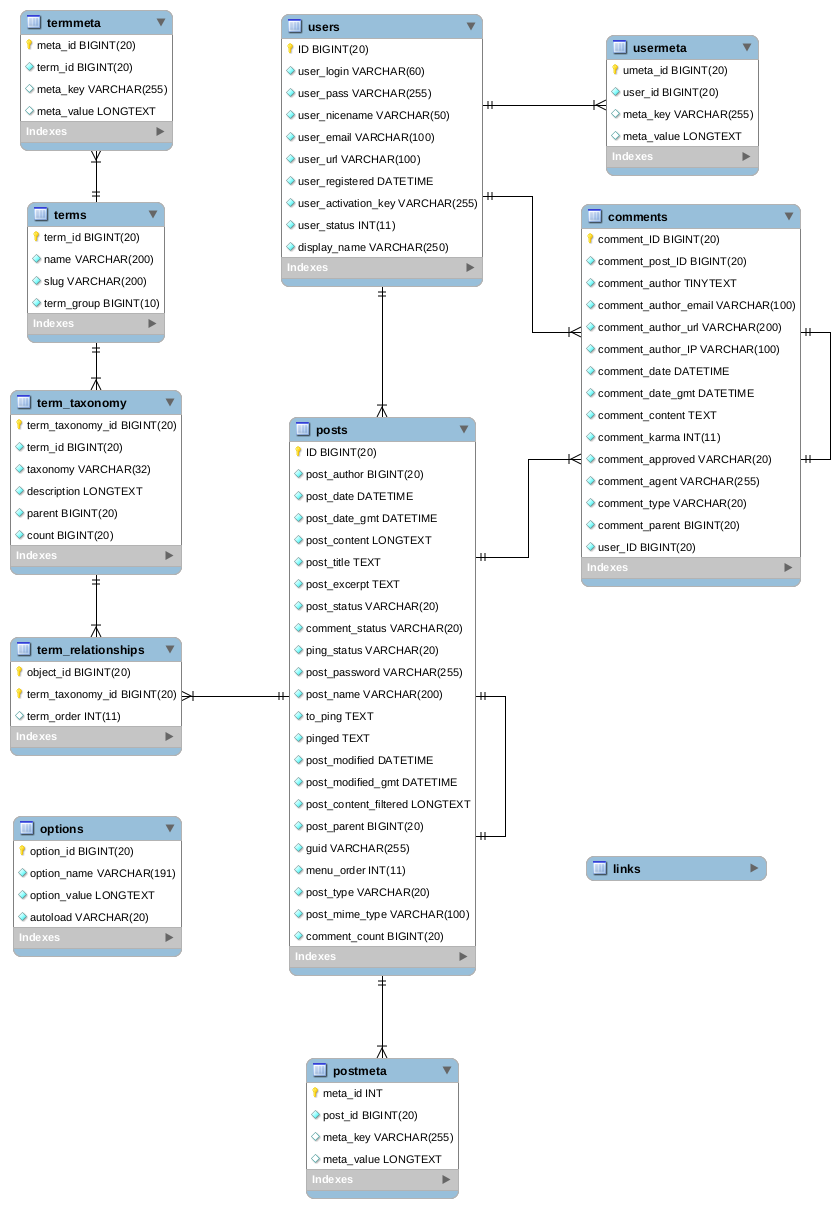 termmeta
meta_id BIGINT(20)
term_id BIGINT(20)
meta_key VARCHAR(255)
meta_value LONGTEXT
Indexes
terms
term_id BIGINT(20)
name VARCHAR(200)
slug VARCHAR(200)
term_group BIGINT(10)
Indexes
term_taxonomy
term_taxonomy_id BIGINT(20)
term_id BIGINT(20)
taxonomy VARCHAR(32)
description LONGTEXT
parent BIGINT(20)
count BIGINT(20)
Indexes
term_relationships
object_id BIGINT(20)
term_taxonomy_id BIGINT(20)
term_order INT(11)
Indexes
options
option_id BIGINT(20)
option_name VARCHAR(191)
option_value LONGTEXT
autoload VARCHAR(20)
Indexes
users
ID BIGINT(20)
user_login VARCHAR(60)
user_pass VARCHAR(255)
user_nicename VARCHAR(50)
user_email VARCHAR(100)
user_url VARCHAR(100)
user_registered DATETIME
user_activation_key VARCHAR(255)
user_status INT(11)
display_name VARCHAR(250)
Indexes
posts
ID BIGINT(20)
post_author BIGINT(20)
post_date DATETIME
post_date_gmt DATETIME
post_content LONGTEXT
post_title TEXT
post_excerpt TEXT
post_status VARCHAR(20)
comment_status VARCHAR(20)
ping_status VARCHAR(20)
post_password VARCHAR(255)
post_name VARCHAR(200)
to_ping TEXT
pinged TEXT
post_modified DATETIME
post_modified_gmt DATETIME
post_content_filtered LONGTEXT
post_parent BIGINT(20)
guid VARCHAR(255)
menu_order INT(11)
post_type VARCHAR(20)
post_mime_type VARCHAR(100)
comment_count BIGINT(20)
Indexes
postmeta
meta_id INT
post_id BIGINT(20)
meta_key VARCHAR(255)
meta_value LONGTEXT
Indexes
usermeta
umeta_id BIGINT(20)
user_id BIGINT(20)
meta_key VARCHAR(255)
meta_value LONGTEXT
Indexes
comments
comment_ID BIGINT(20)
comment_post_ID BIGINT(20)
comment_author TINYTEXT
comment_author_email VARCHAR(100)
comment_author_url VARCHAR(200)
comment_author_IP VARCHAR(100)
comment_date DATETIME
comment_date_gmt DATETIME
comment_content TEXT
comment_karma INT(11)
comment_approved VARCHAR(20)
comment_agent VARCHAR(255)
comment_type VARCHAR(20)
comment_parent BIGINT(20)
user_ID BIGINT(20)
Indexes
links